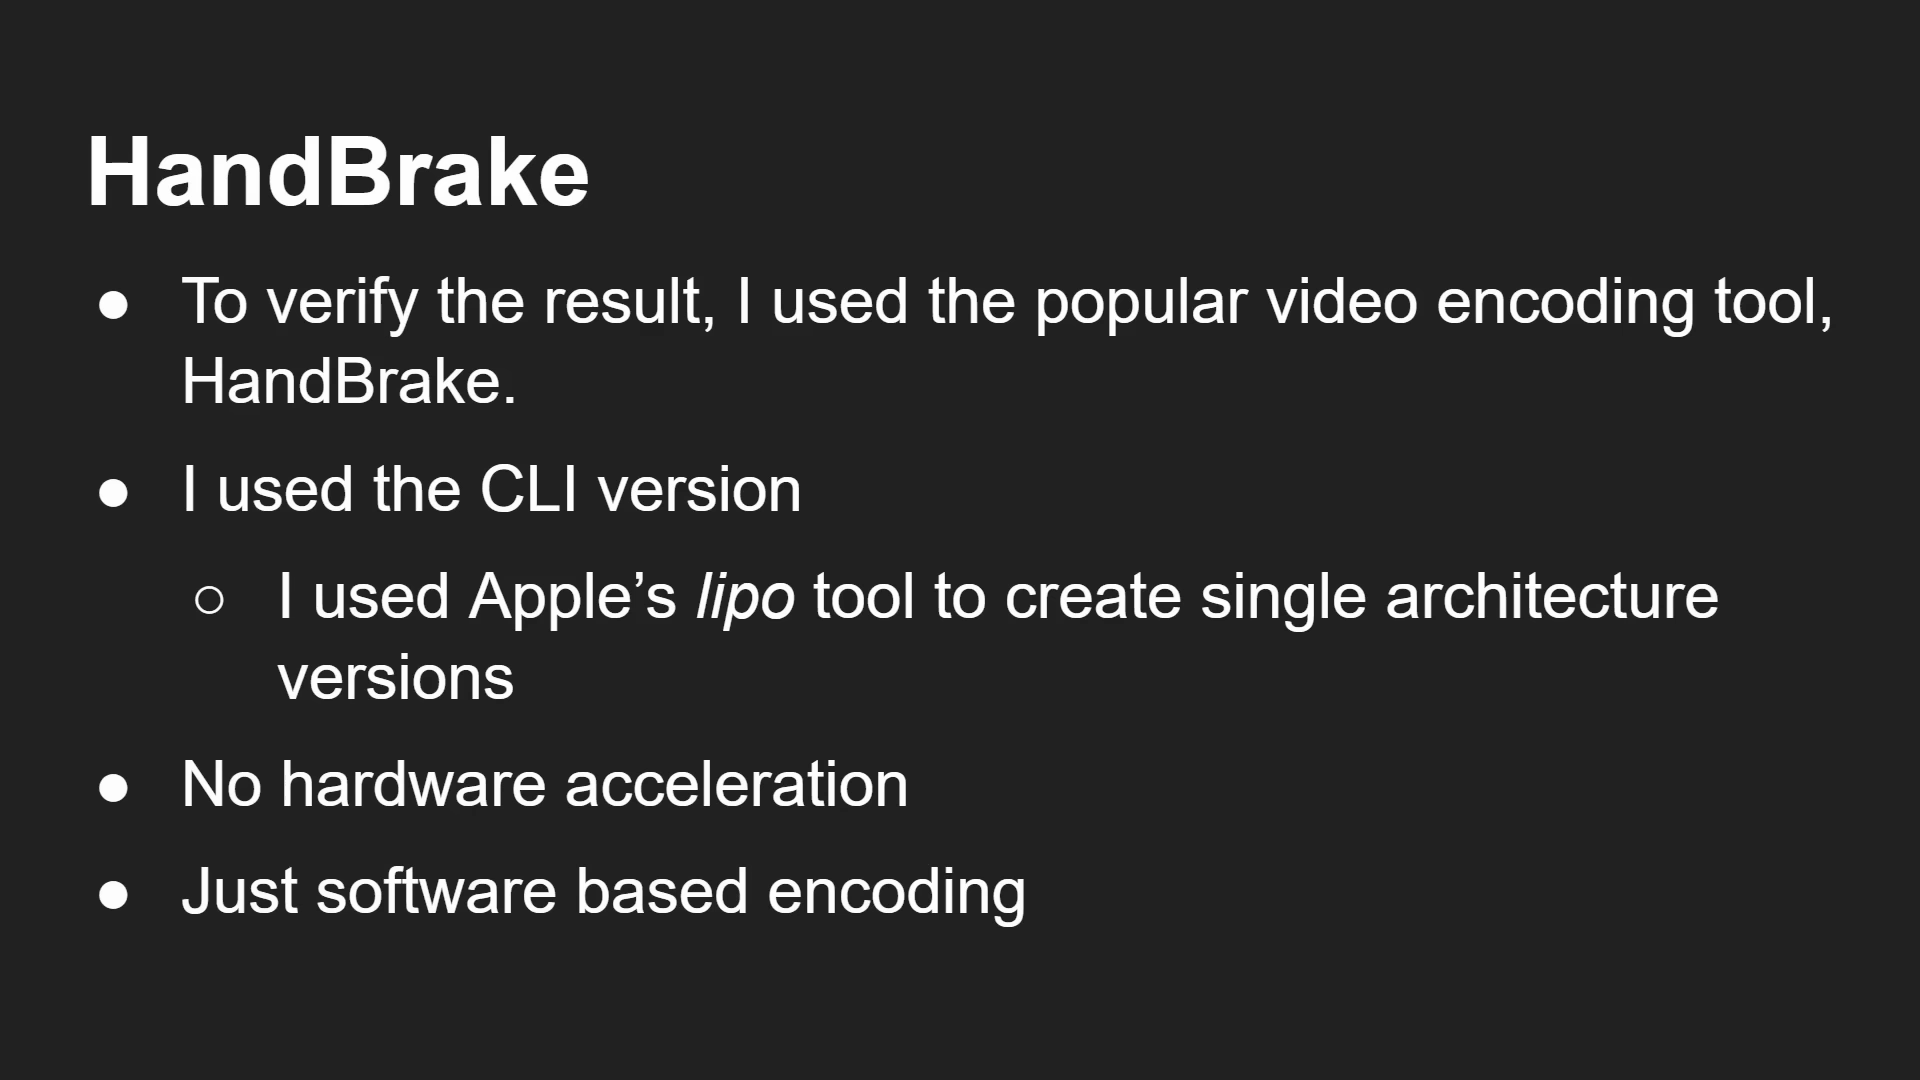 HandBrake
● To verify the result, I used the popular video encoding tool,
HandBrake.
● I used the CLI version
○ I used Apple’s lipo tool to create single architecture
versions
● No hardware acceleration
● Just software based encoding